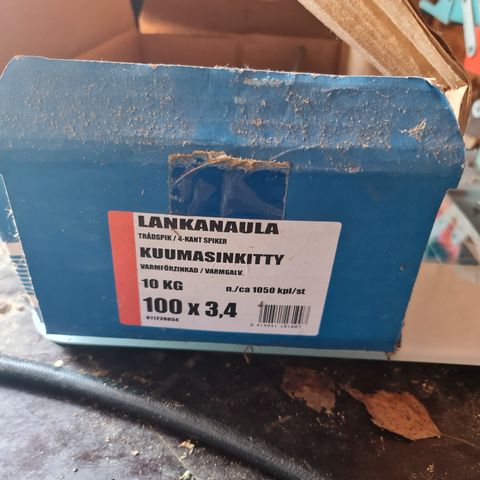 LANKANAULA
TRÅDSPIK / 4-KANT SPIKER
KUUMASINKITTY
VARMFÖRZINKAD / VARMGALV.
10 KG n./ca 1050 kpl/st
100 x 3,4